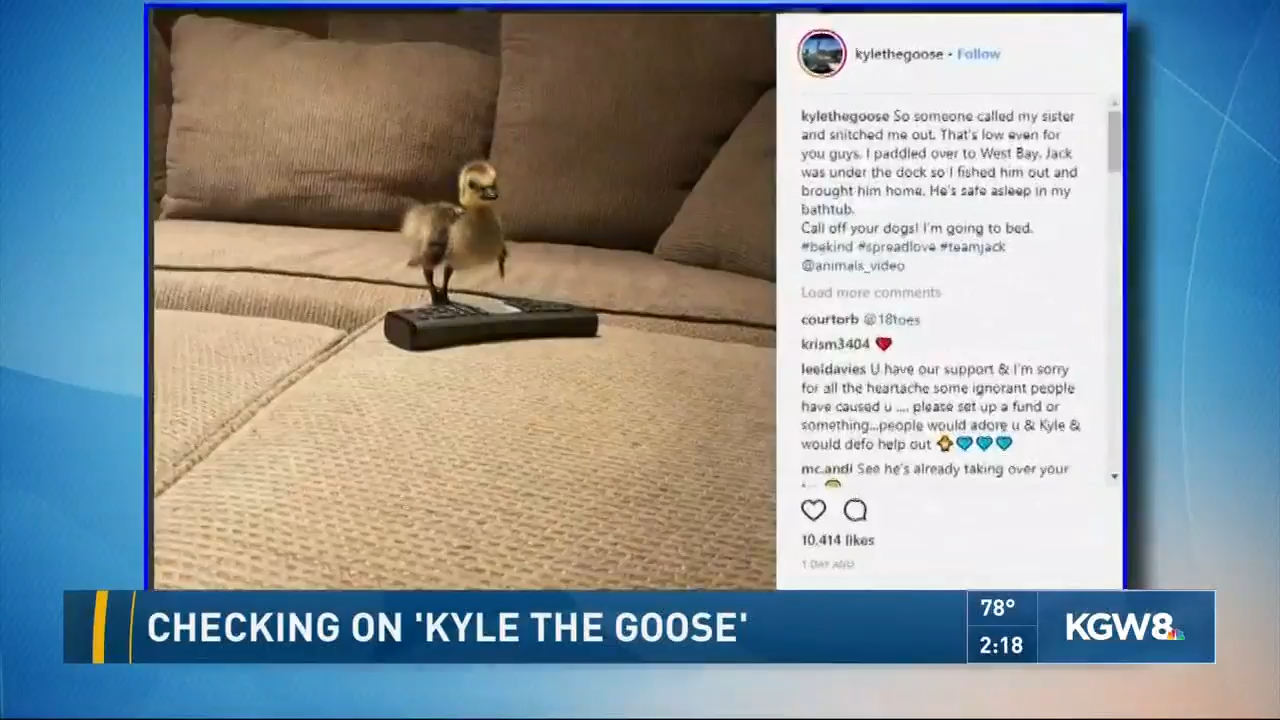 kylethegoose • Follow
kylethegoose So someone called my sister
and snitched me out. That's low even for
you guys. I paddled over to West Bay. Jack
was under the dock so I fished him out and
brought him home. He's safe asleep in my
bathtub.
Call off your dogs! I'm going to bed.
#bekind #spreadlove #teamjack
@animals_video
Load more comments
courtorb @18toes
krism3404 ❤️
leeldavies U have our support & I'm sorry
for all the heartache some ignorant people
have caused u .... please set up a fund or
something...people would adore u & Kyle &
would defo help out 🐥💙💙💙
mc.andi See he's already taking over your
10,414 likes
1 DAY AGO
CHECKING ON 'KYLE THE GOOSE'
78°
2:18
KGW8